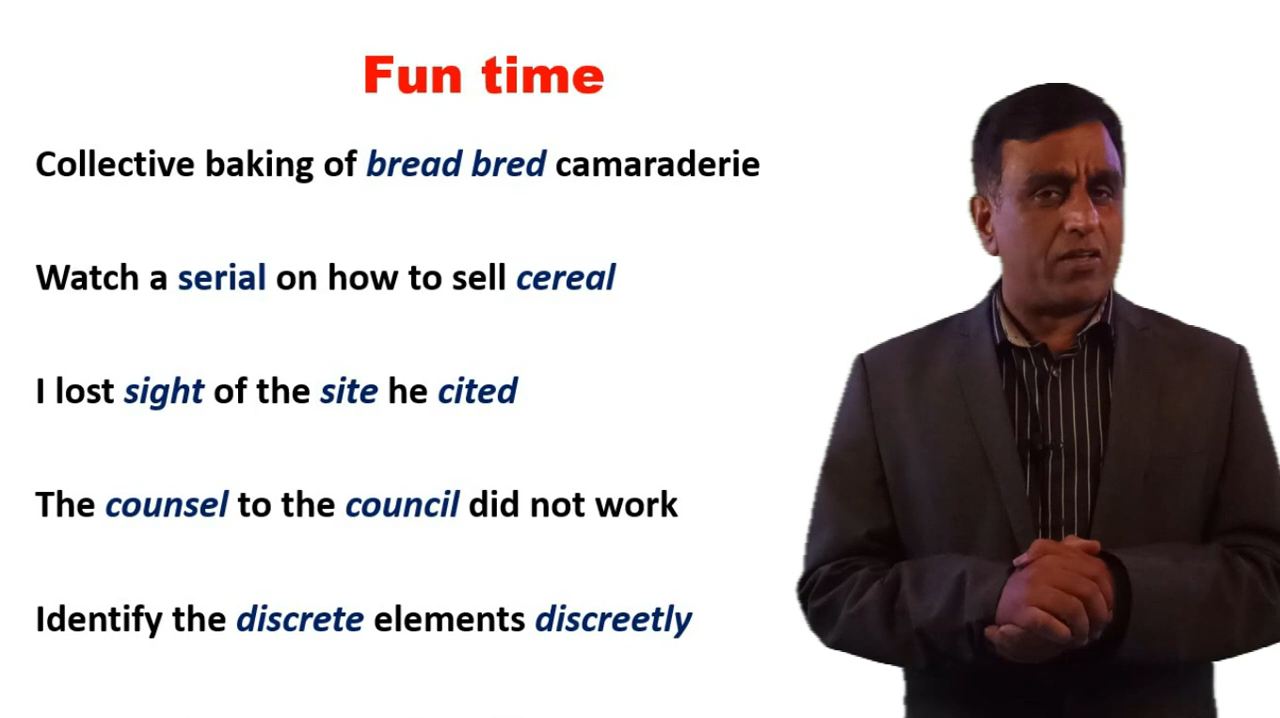 Fun time
Collective baking of bread bred camaraderie
Watch a serial on how to sell cereal
I lost sight of the site he cited
The counsel to the council did not work
Identify the discrete elements discreetly